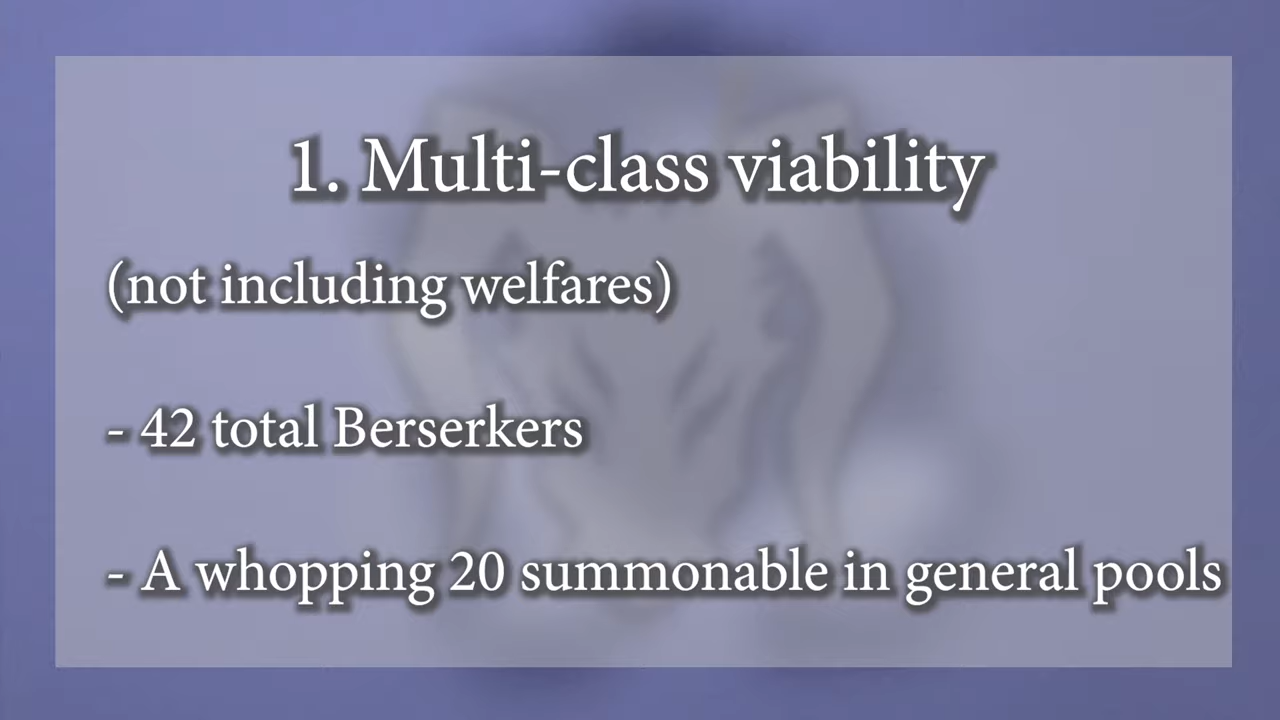 1. Multi-class viability
(not including welfares)
- 42 total Berserkers
- A whopping 20 summonable in general pools